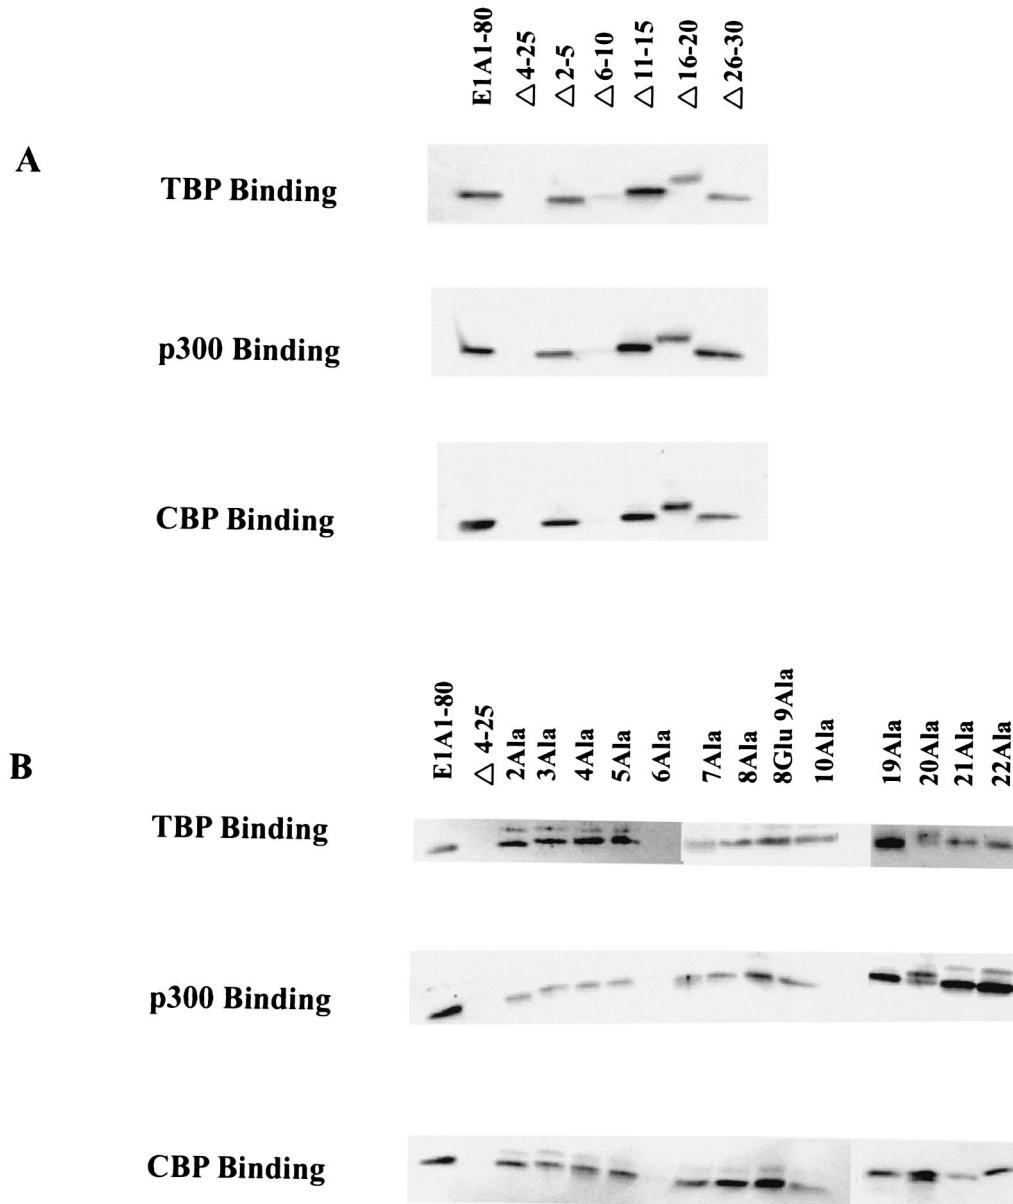 E1A1-80 △ 4-25 △ 2-5 △ 6-10 △ 11-15 △ 16-20 △ 26-30
A
TBP Binding
p300 Binding
CBP Binding
E1A1-80 △ 4-25 2Ala 3Ala 4Ala 5Ala 6Ala 7Ala 8Ala 8Glu 9Ala 10Ala 19Ala 20Ala 21Ala 22Ala
B
TBP Binding
p300 Binding
CBP Binding